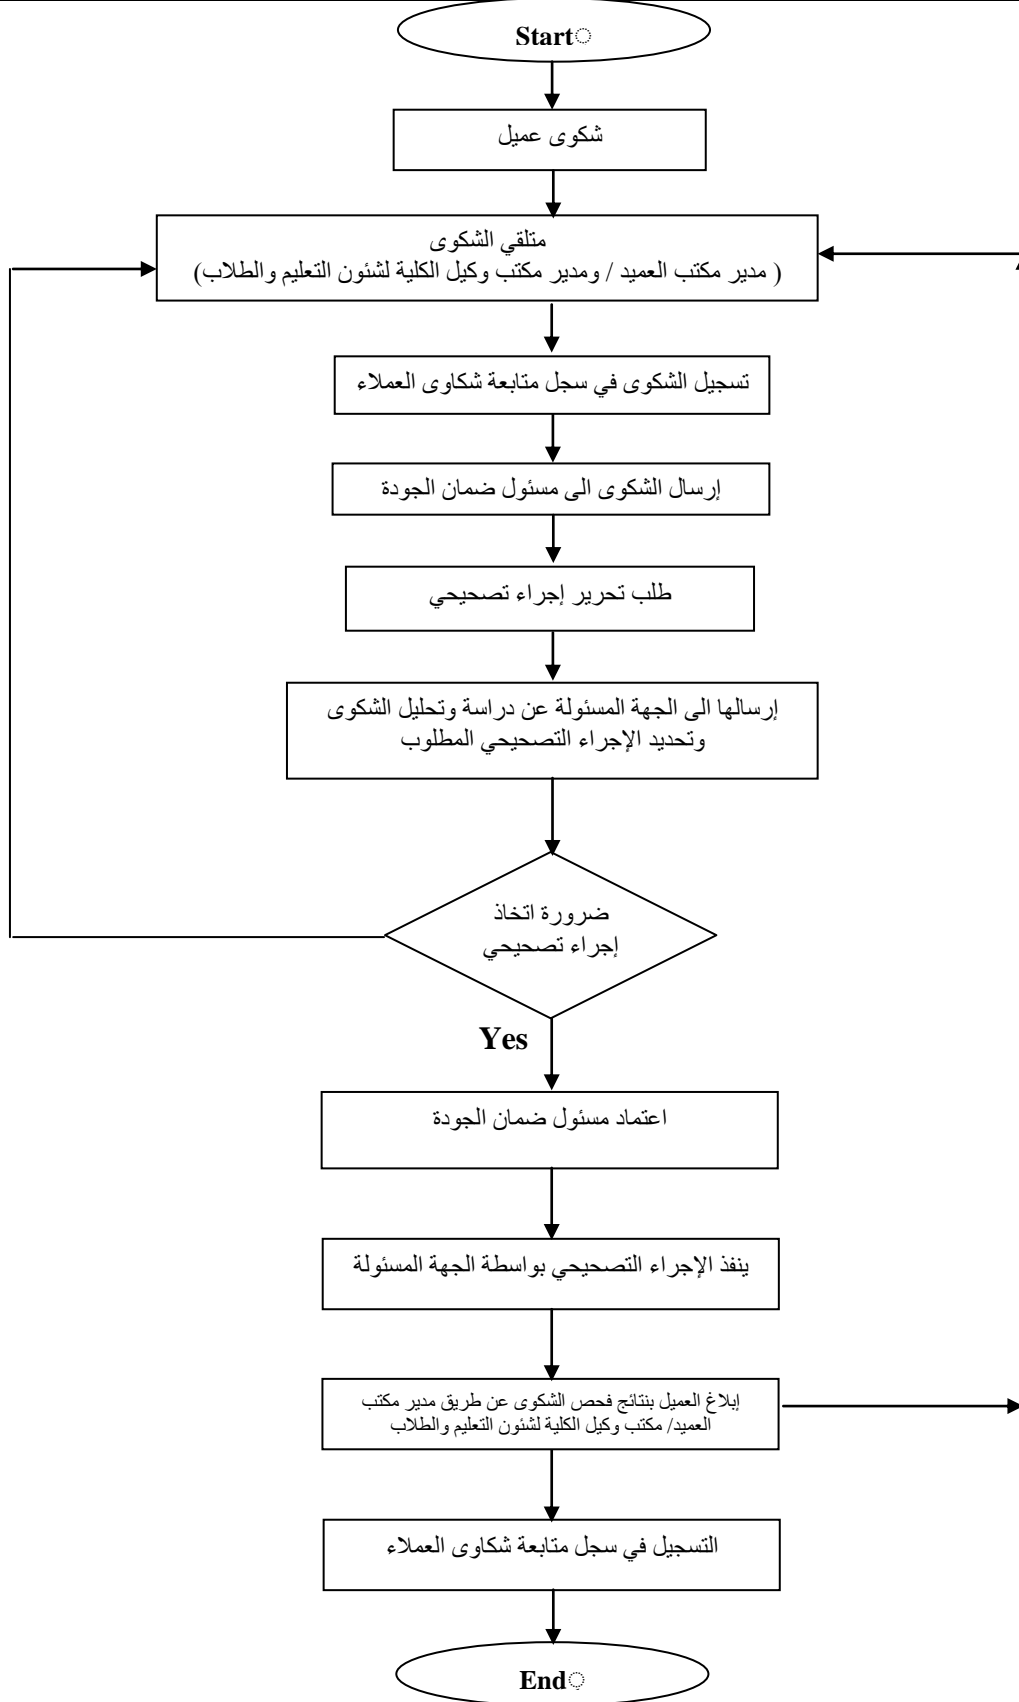 Start
شكوى عميل
متلقي الشكوى
( مدير مكتب العميد / ومدير مكتب وكيل الكلية لشئون التعليم والطلاب)
تسجيل الشكوى في سجل متابعة شكاوى العملاء
إرسال الشكوى الى مسئول ضمان الجودة
طلب تحرير إجراء تصحيحي
إرسالها الى الجهة المسئولة عن دراسة وتحليل الشكوى
وتحديد الإجراء التصحيحي المطلوب
ضرورة اتخاذ
إجراء تصحيحي
Yes
اعتماد مسئول ضمان الجودة
ينفذ الإجراء التصحيحي بواسطة الجهة المسئولة
إبلاغ العميل بنتائج فحص الشكوى عن طريق مدير مكتب
العميد/ مكتب وكيل الكلية لشئون التعليم والطلاب
التسجيل في سجل متابعة شكاوى العملاء
End